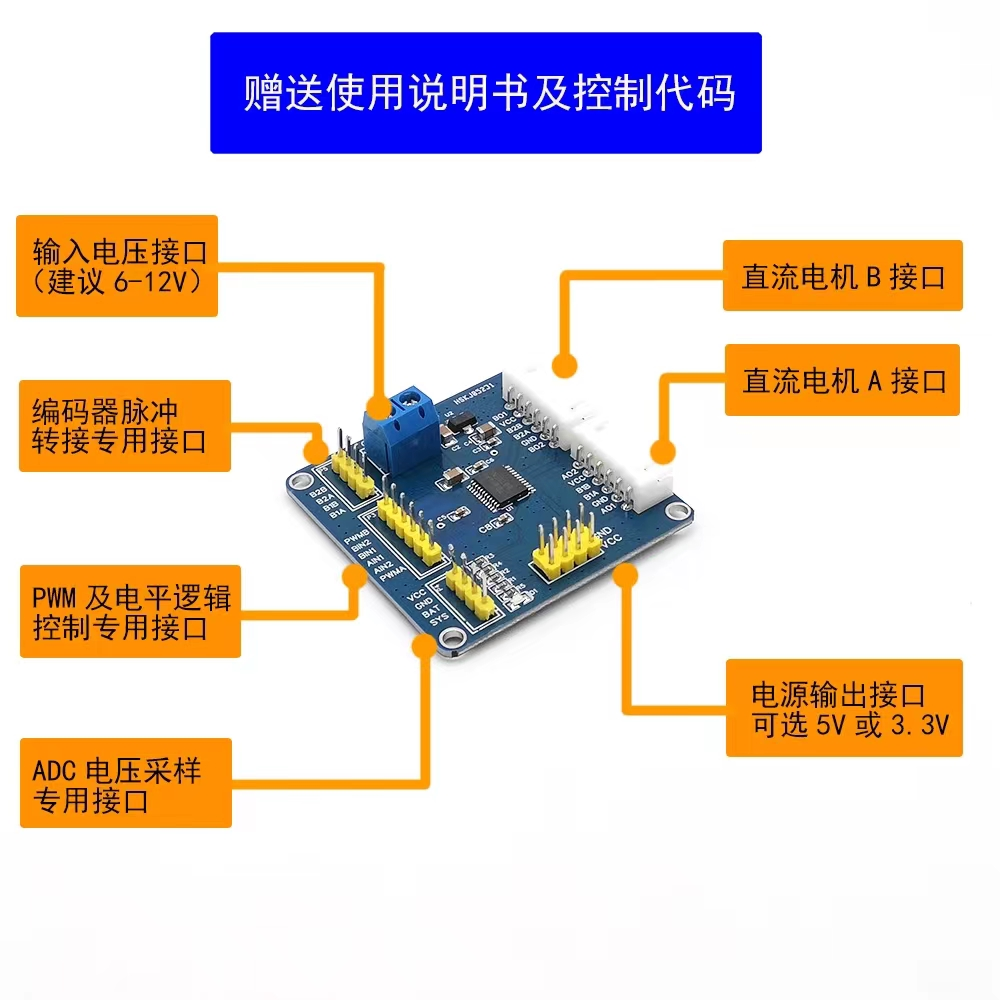 赠送使用说明书及控制代码
输入电压接口
（建议 6-12V）
直流电机 B 接口
直流电机 A 接口
编码器脉冲
转接专用接口
PWM 及电平逻辑
控制专用接口
ADC 电压采样
专用接口
电源输出接口
可选 5V 或 3.3V
HSKJ85231
BO1
VCC
B2B
B2A
GND
BO2
AO2
VCC
B1B
B1A
GND
AO1
B2B
B2A
B1B
B1A
PWMB
BIN2
BIN1
AIN1
AIN2
PWMA
VCC
GND
BAT
SYS
GND
VCC
U2
C2
C8